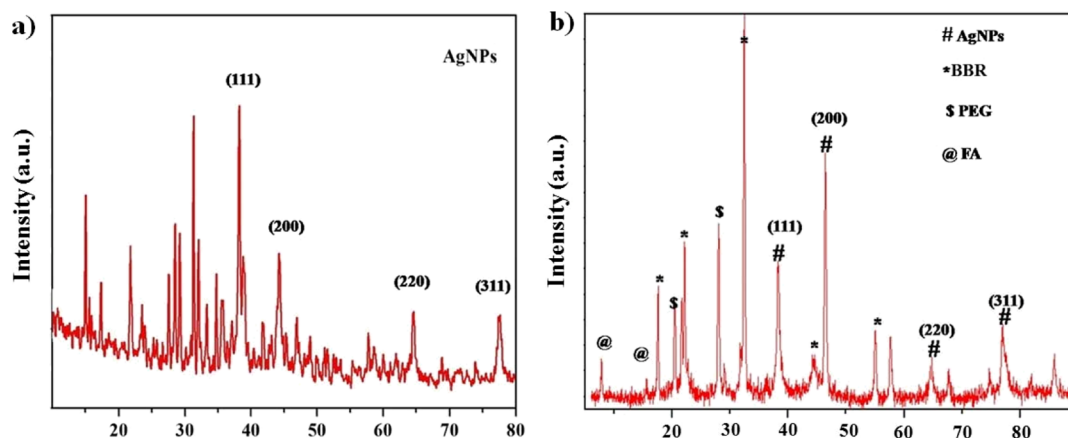 a)
AgNPs
(111)
(200)
(220)
(311)
Intensity (a.u.)
20 30 40 50 60 70 80
b)
# AgNPs
*BBR
$ PEG
@ FA
*
(200)
#
$
(111)
#
*
*
$
(311)
#
*
(220)
#
*
@
@
Intensity (a.u.)
20 30 40 50 60 70 80